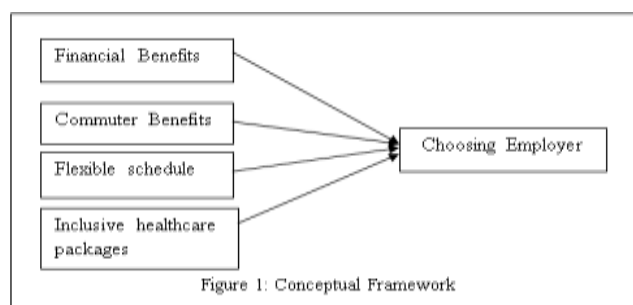 Financial Benefits
Commuter Benefits
Flexible schedule
Inclusive healthcare
packages
Choosing Employer
Figure 1: Conceptual Framework